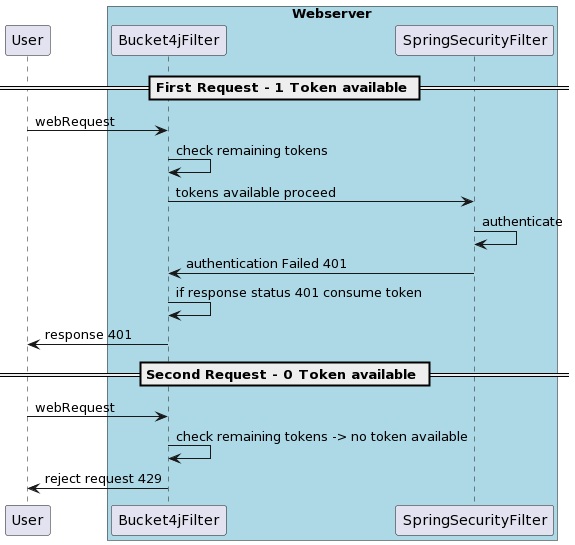 Webserver
User
Bucket4jFilter
SpringSecurityFilter
First Request - 1 Token available
webRequest
check remaining tokens
tokens available proceed
authenticate
authentication Failed 401
if response status 401 consume token
response 401
Second Request - 0 Token available
webRequest
check remaining tokens -> no token available
reject request 429
User
Bucket4jFilter
SpringSecurityFilter